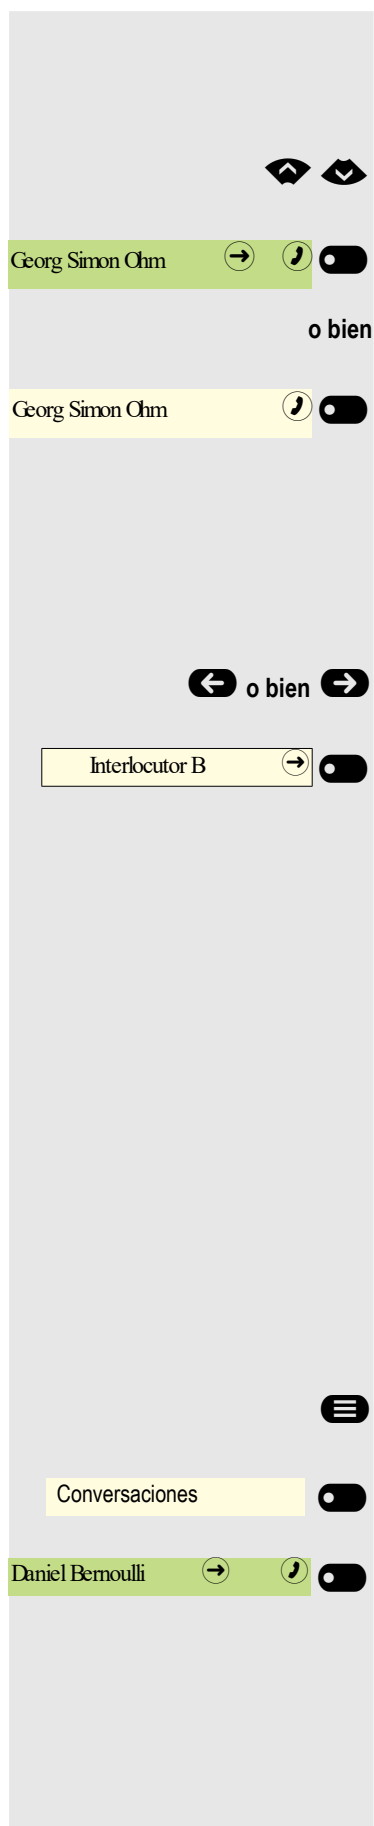 Georg Simon Ohm
o bien
Georg Simon Ohm
o bien
Interlocutor B
Conversaciones
Daniel Bernoulli